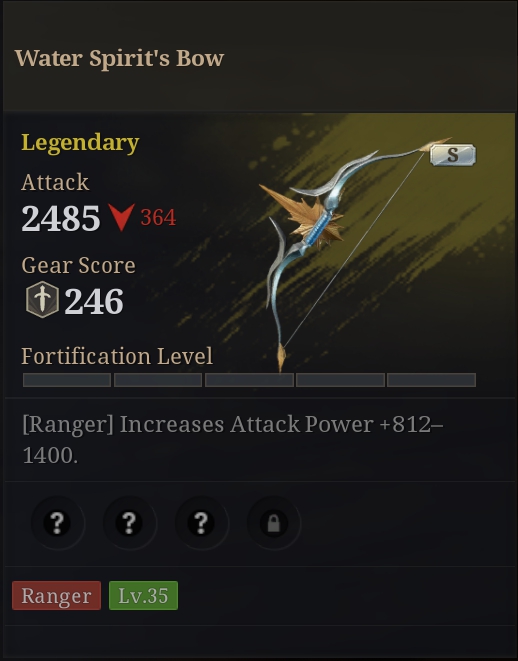 Water Spirit's Bow
Legendary
S
Attack
2485 364
Gear Score
246
Fortification Level
[Ranger] Increases Attack Power +812–
1400.
? ? ?
Ranger Lv.35